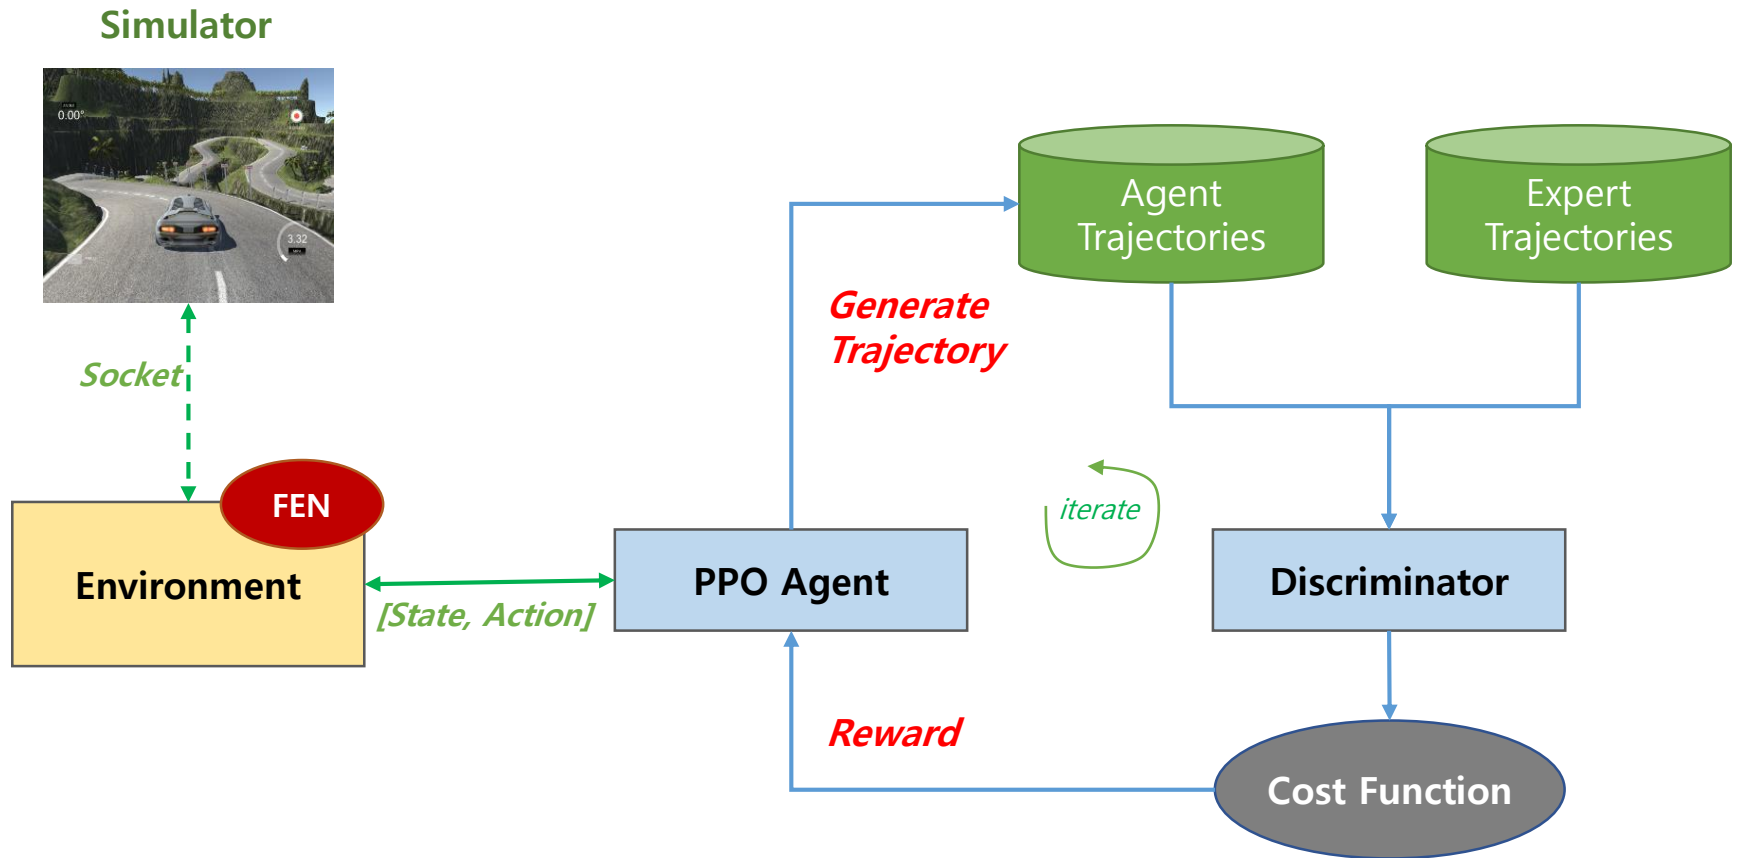 Simulator
0.00°
3.32
Agent
Trajectories
Expert
Trajectories
Generate
Trajectory
Socket
FEN
iterate
Environment
[State, Action]
PPO Agent
Discriminator
Reward
Cost Function